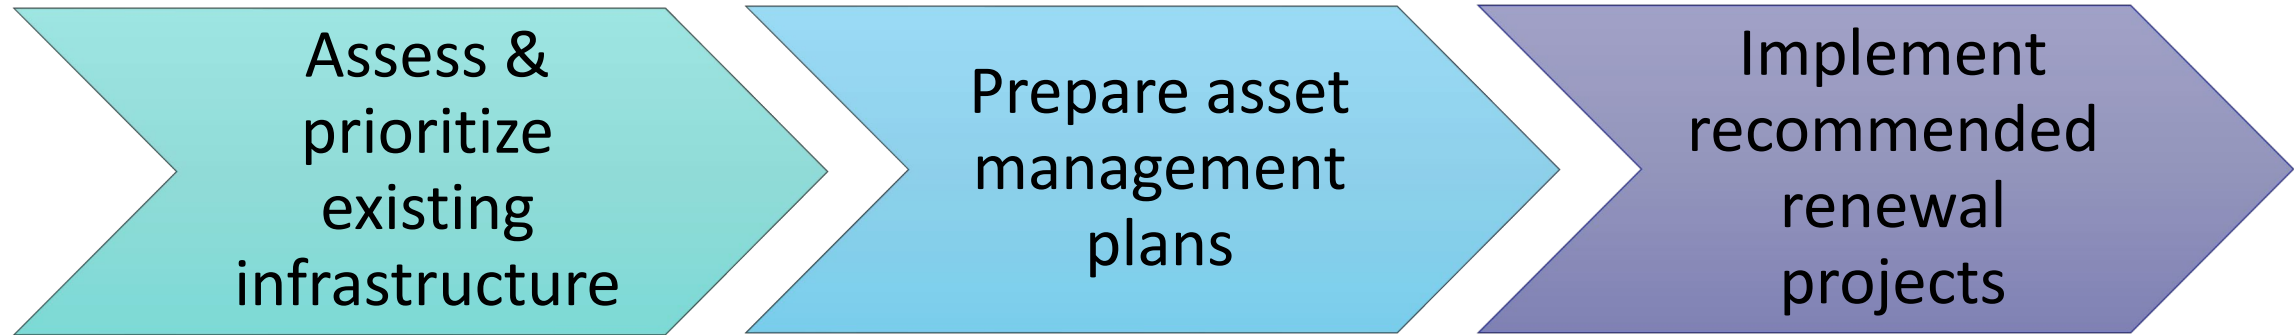 Assess &
prioritize
existing
infrastructure
Prepare asset
management
plans
Implement
recommended
renewal
projects